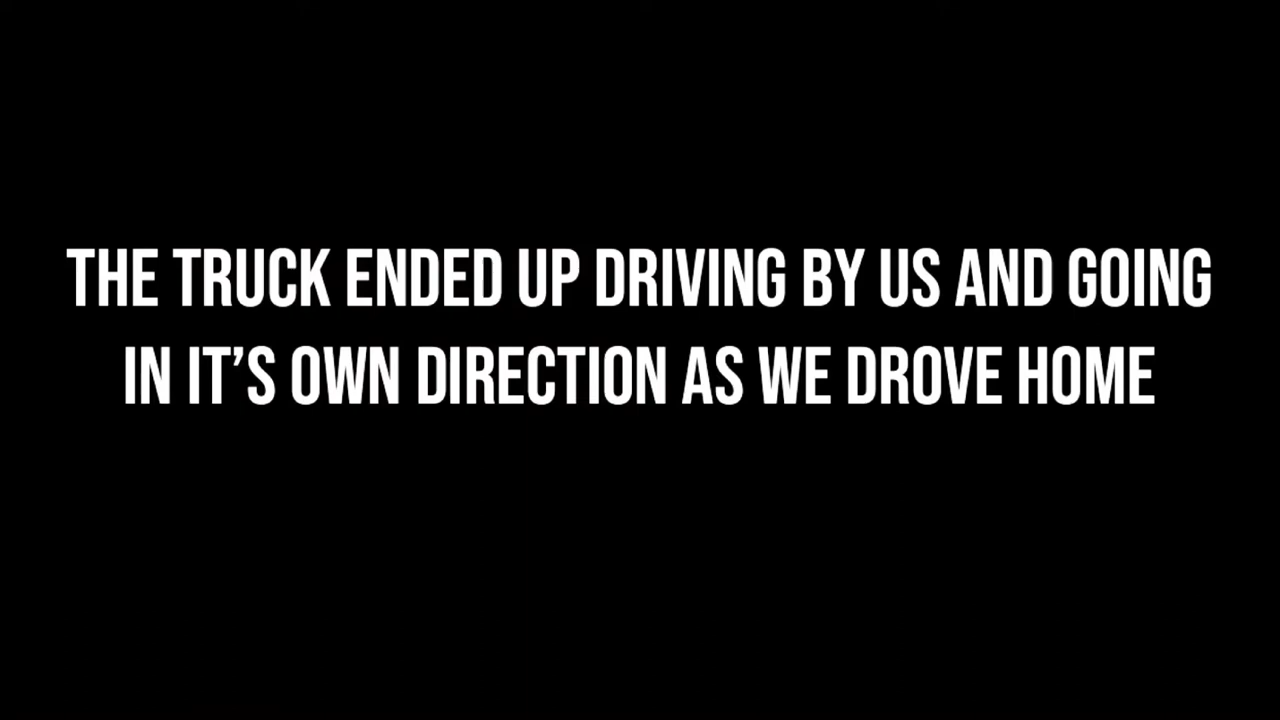 THE TRUCK ENDED UP DRIVING BY US AND GOING
IN IT’S OWN DIRECTION AS WE DROVE HOME